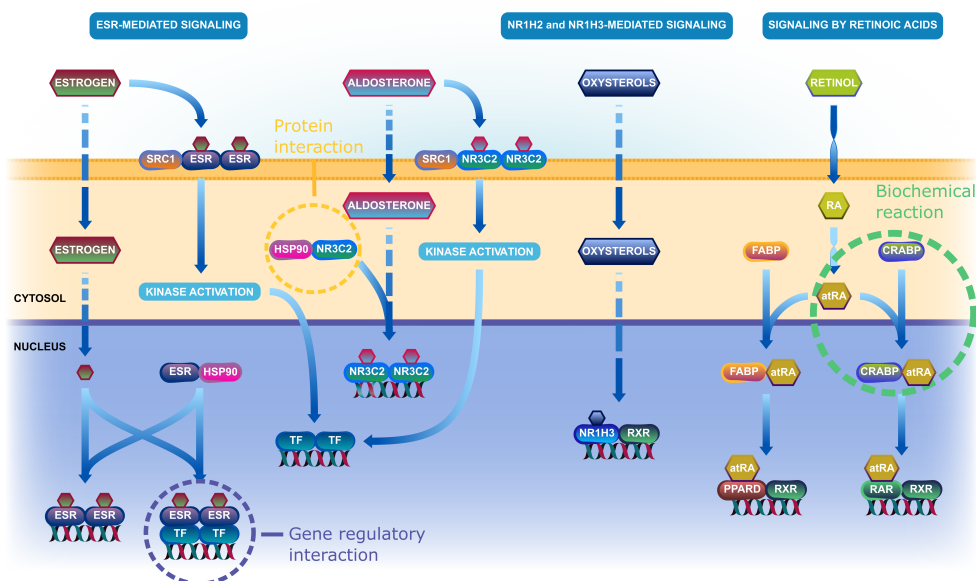 ESR-MEDIATED SIGNALING
NR1H2 and NR1H3-MEDIATED SIGNALING
SIGNALING BY RETINOIC ACIDS
ESTROGEN
ALDOSTERONE
OXYSTEROLS
RETINOL
Protein
interaction
SRC1 ESR ESR
SRC1 NR3C2 NR3C2
Biochemical
reaction
ALDOSTERONE
RA
ESTROGEN
HSP90 NR3C2
KINASE ACTIVATION
OXYSTEROLS
FABP
CRABP
KINASE ACTIVATION
CYTOSOL
atRA
NUCLEUS
ESR HSP90
NR3C2 NR3C2
FABP atRA
CRABP atRA
TF TF
NR1H3 RXR
atRA
atRA
PPARD RXR
RAR RXR
ESR ESR
ESR ESR
TF TF
Gene regulatory
interaction